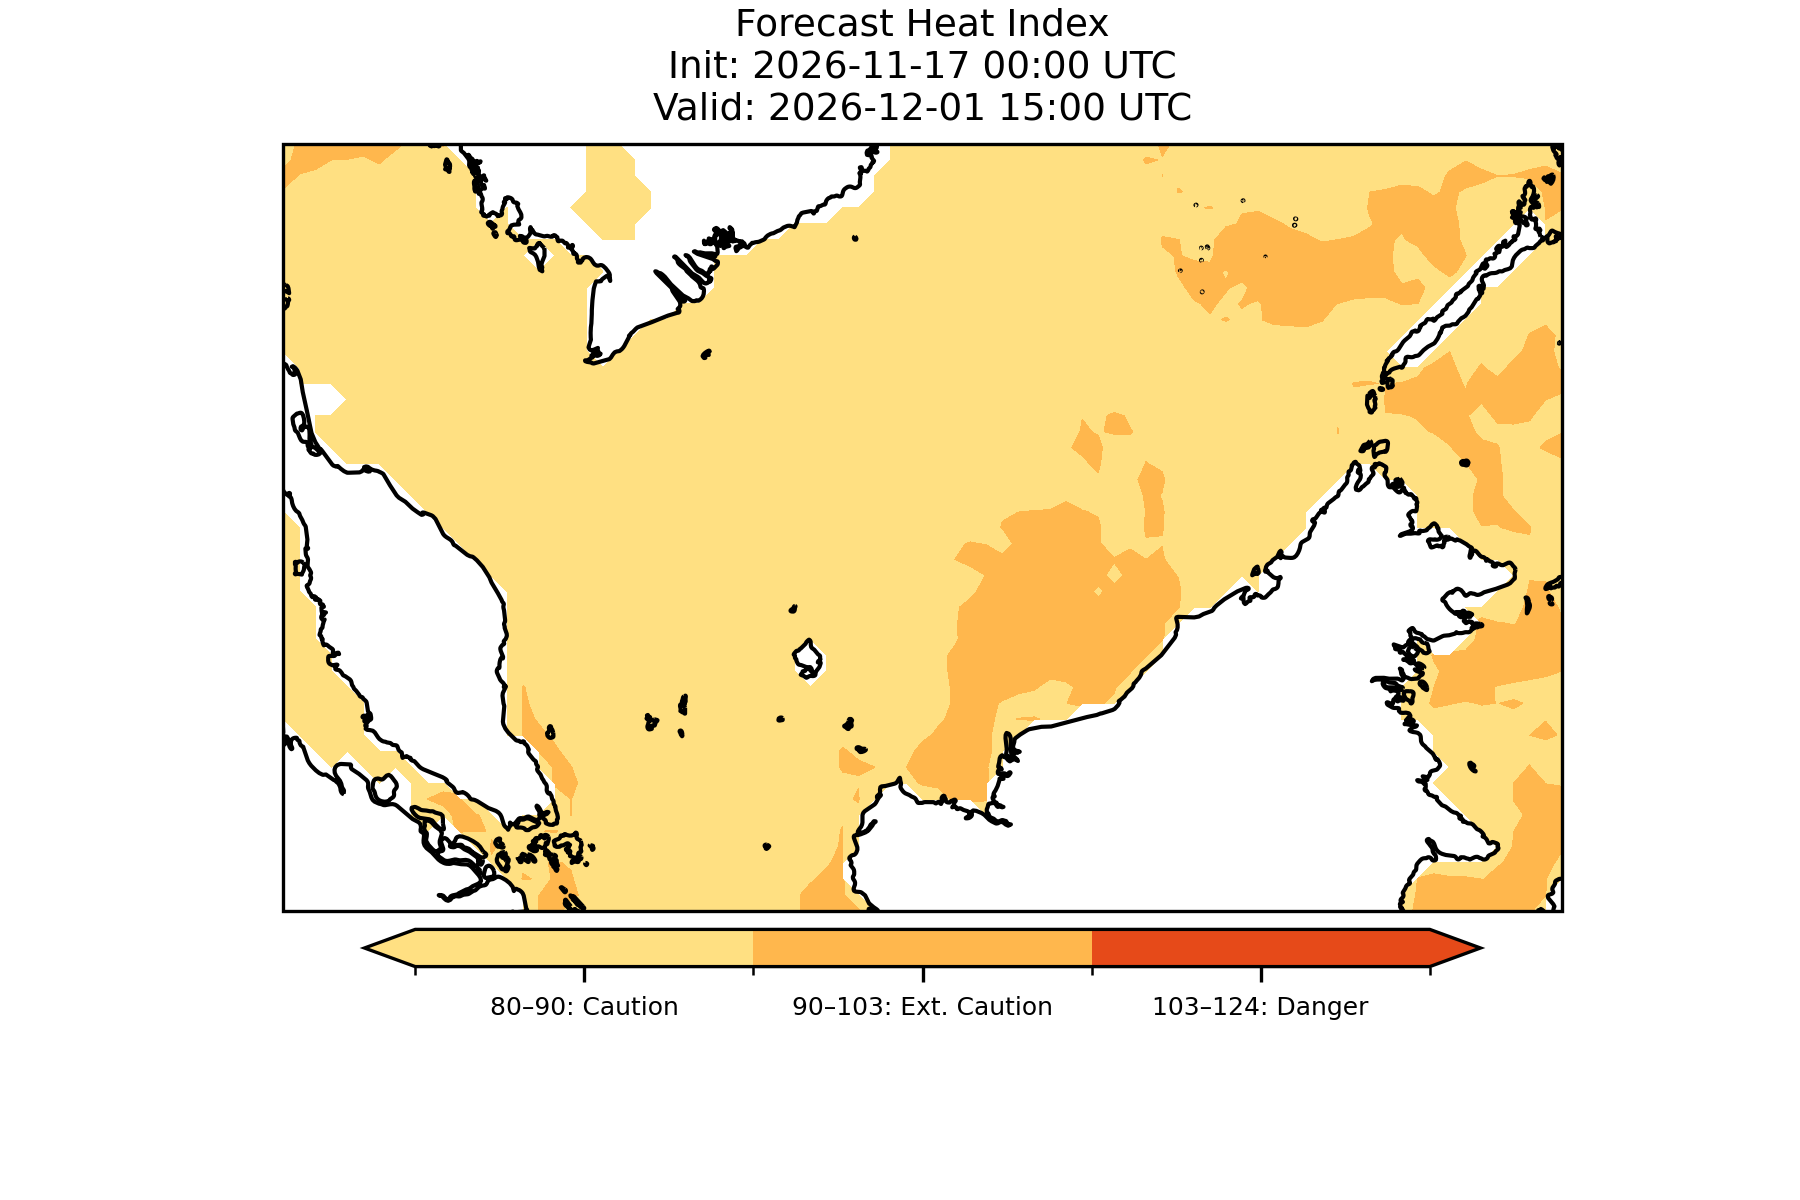 Forecast Heat Index
Init: 2026-11-17 00:00 UTC
Valid: 2026-12-01 15:00 UTC
80–90: Caution
90–103: Ext. Caution
103–124: Danger